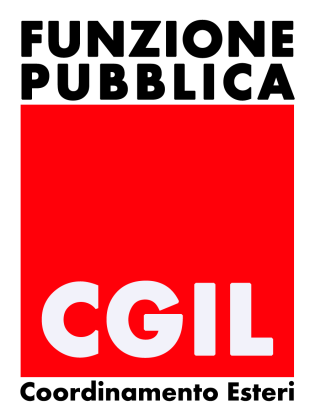 FUNZIONE
PUBBLICA
CGIL
Coordinamento Esteri